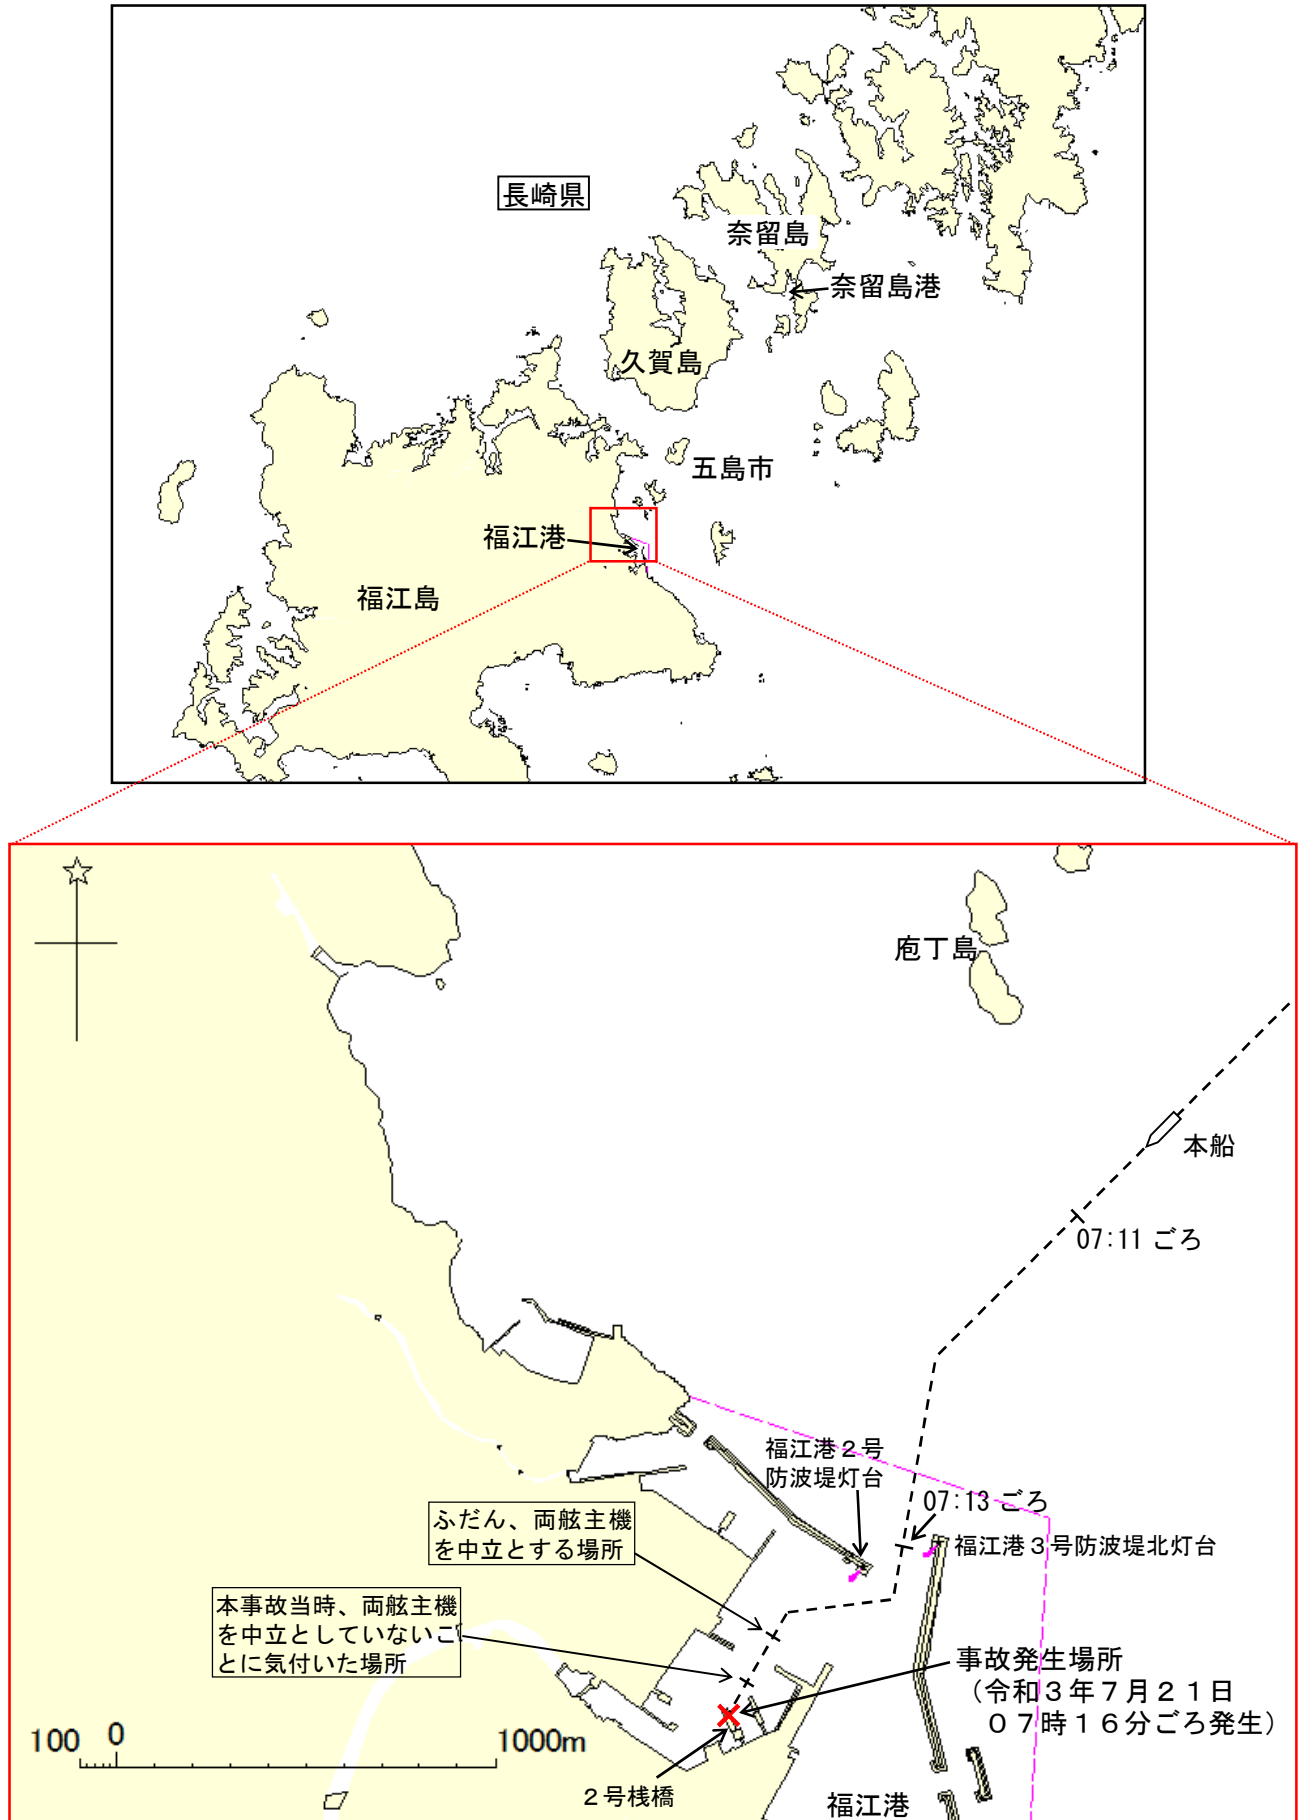 長崎県
奈留島
奈留島港
久賀島
五島市
福江港
福江島
庖丁島
本船
07:11 ごろ
福江港２号
防波堤灯台
07:13 ごろ
福江港３号防波堤北灯台
ふだん、両舷主機
を中立とする場所
本事故当時、両舷主機
を中立としていないこ
とに気付いた場所
事故発生場所
（令和３年７月２１日
０７時１６分ごろ発生）
100 0 1000m
２号桟橋
福江港